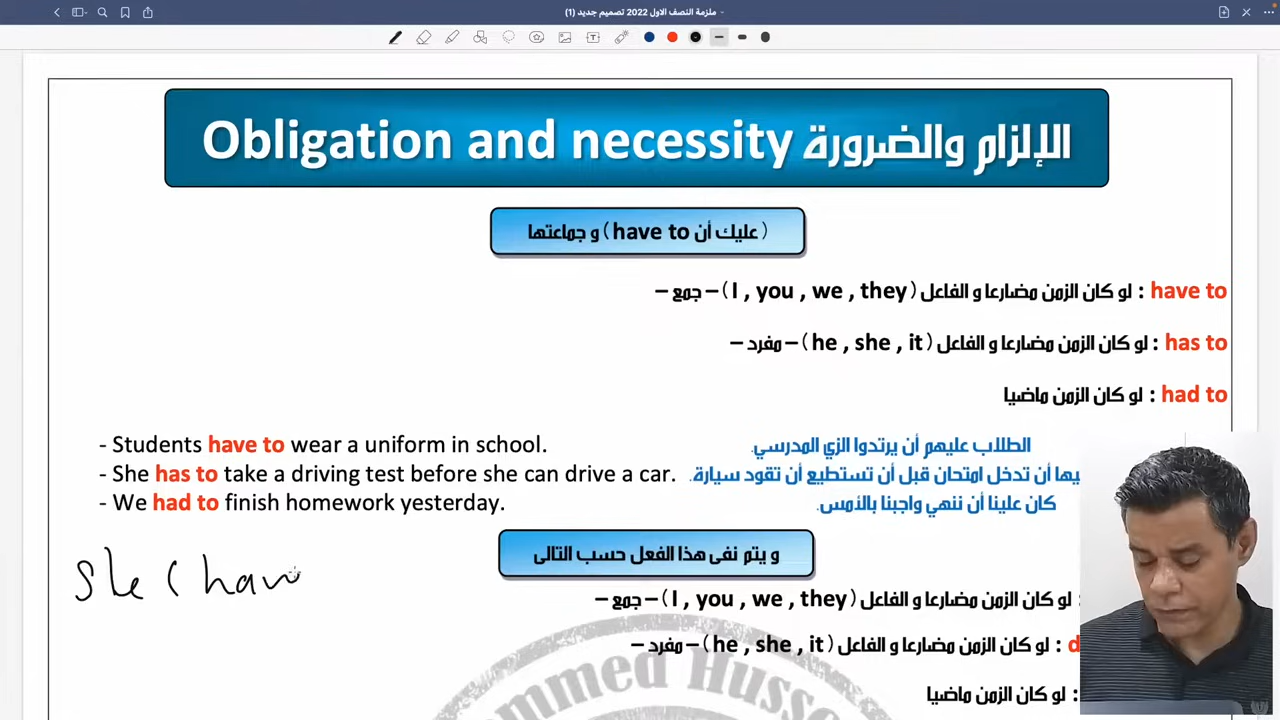 ملزمة النصف الاول 2022 تصميم جديد (1)
Obligation and necessity الإلزام والضرورة
(عليك أن have to) و جماعتها
have to : لو كان الزمن مضارعا و الفاعل (I , you , we , they) – جمع –
has to : لو كان الزمن مضارعا و الفاعل (he , she , it) – مفرد –
had to : لو كان الزمن ماضيا
- Students have to wear a uniform in school. الطلاب عليهم أن يرتدوا الزي المدرسي.
- She has to take a driving test before she can drive a car. أن تدخل امتحان قبل أن تستطيع أن تقود سيارة.
- We had to finish homework yesterday. كان علينا أن ننهي واجبنا بالأمس.
و يتم نفى هذا الفعل حسب التالى
She ( hav
: لو كان الزمن مضارعا و الفاعل (I , you , we , they) – جمع –
d : لو كان الزمن مضارعا و الفاعل (he , she , it) – مفرد –
: لو كان الزمن ماضيا